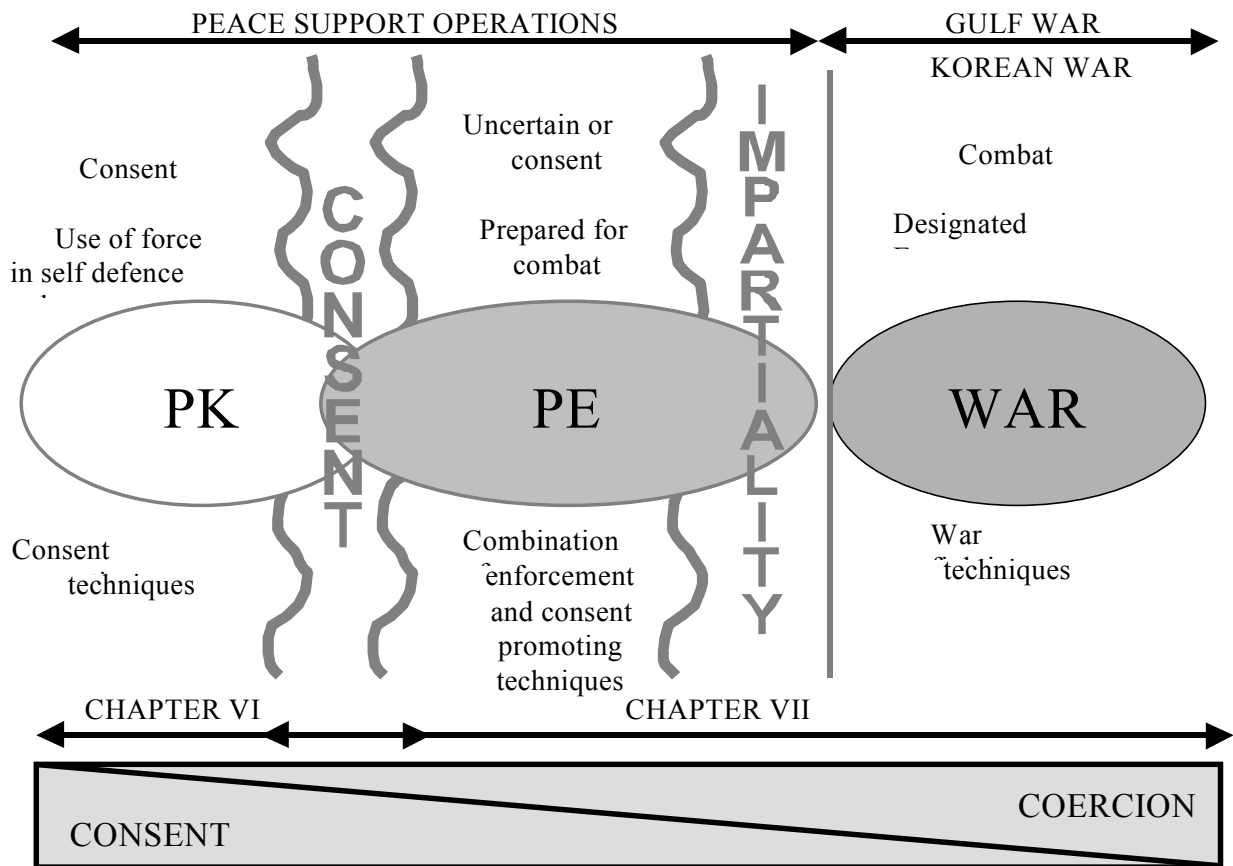 PEACE SUPPORT OPERATIONS
GULF WAR
KOREAN WAR
Consent
Use of force
in self defence
CONSENT
Uncertain or
consent
Prepared for
combat
IMPARTIALITY
Combat
Designated
PK
PE
WAR
Consent
techniques
Combination
enforcement
and consent
promoting
techniques
War
techniques
CHAPTER VI
CHAPTER VII
CONSENT
COERCION